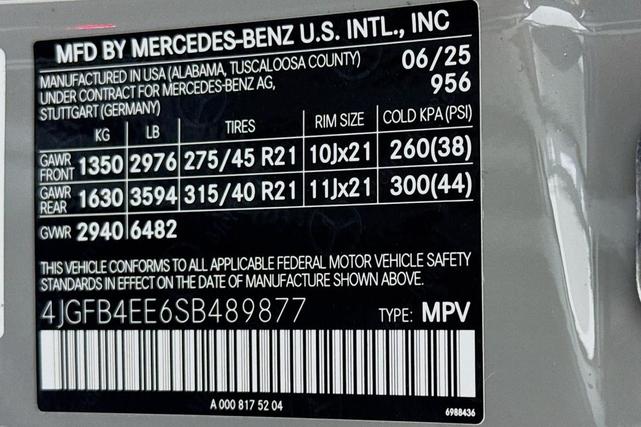 MFD BY MERCEDES-BENZ U.S. INTL., INC
MANUFACTURED IN USA (ALABAMA, TUSCALOOSA COUNTY) 06/25
UNDER CONTRACT FOR MERCEDES-BENZ AG, 956
STUTTGART (GERMANY)
KG LB TIRES RIM SIZE COLD KPA (PSI)
GAWR FRONT 1350 2976 275/45 R21 10Jx21 260(38)
GAWR REAR 1630 3594 315/40 R21 11Jx21 300(44)
GVWR 2940 6482
THIS VEHICLE CONFORMS TO ALL APPLICABLE FEDERAL MOTOR VEHICLE SAFETY
STANDARDS IN EFFECT ON THE DATE OF MANUFACTURE SHOWN ABOVE.
4JGFB4EE6SB489877 TYPE: MPV
A 000 817 52 04
6988436